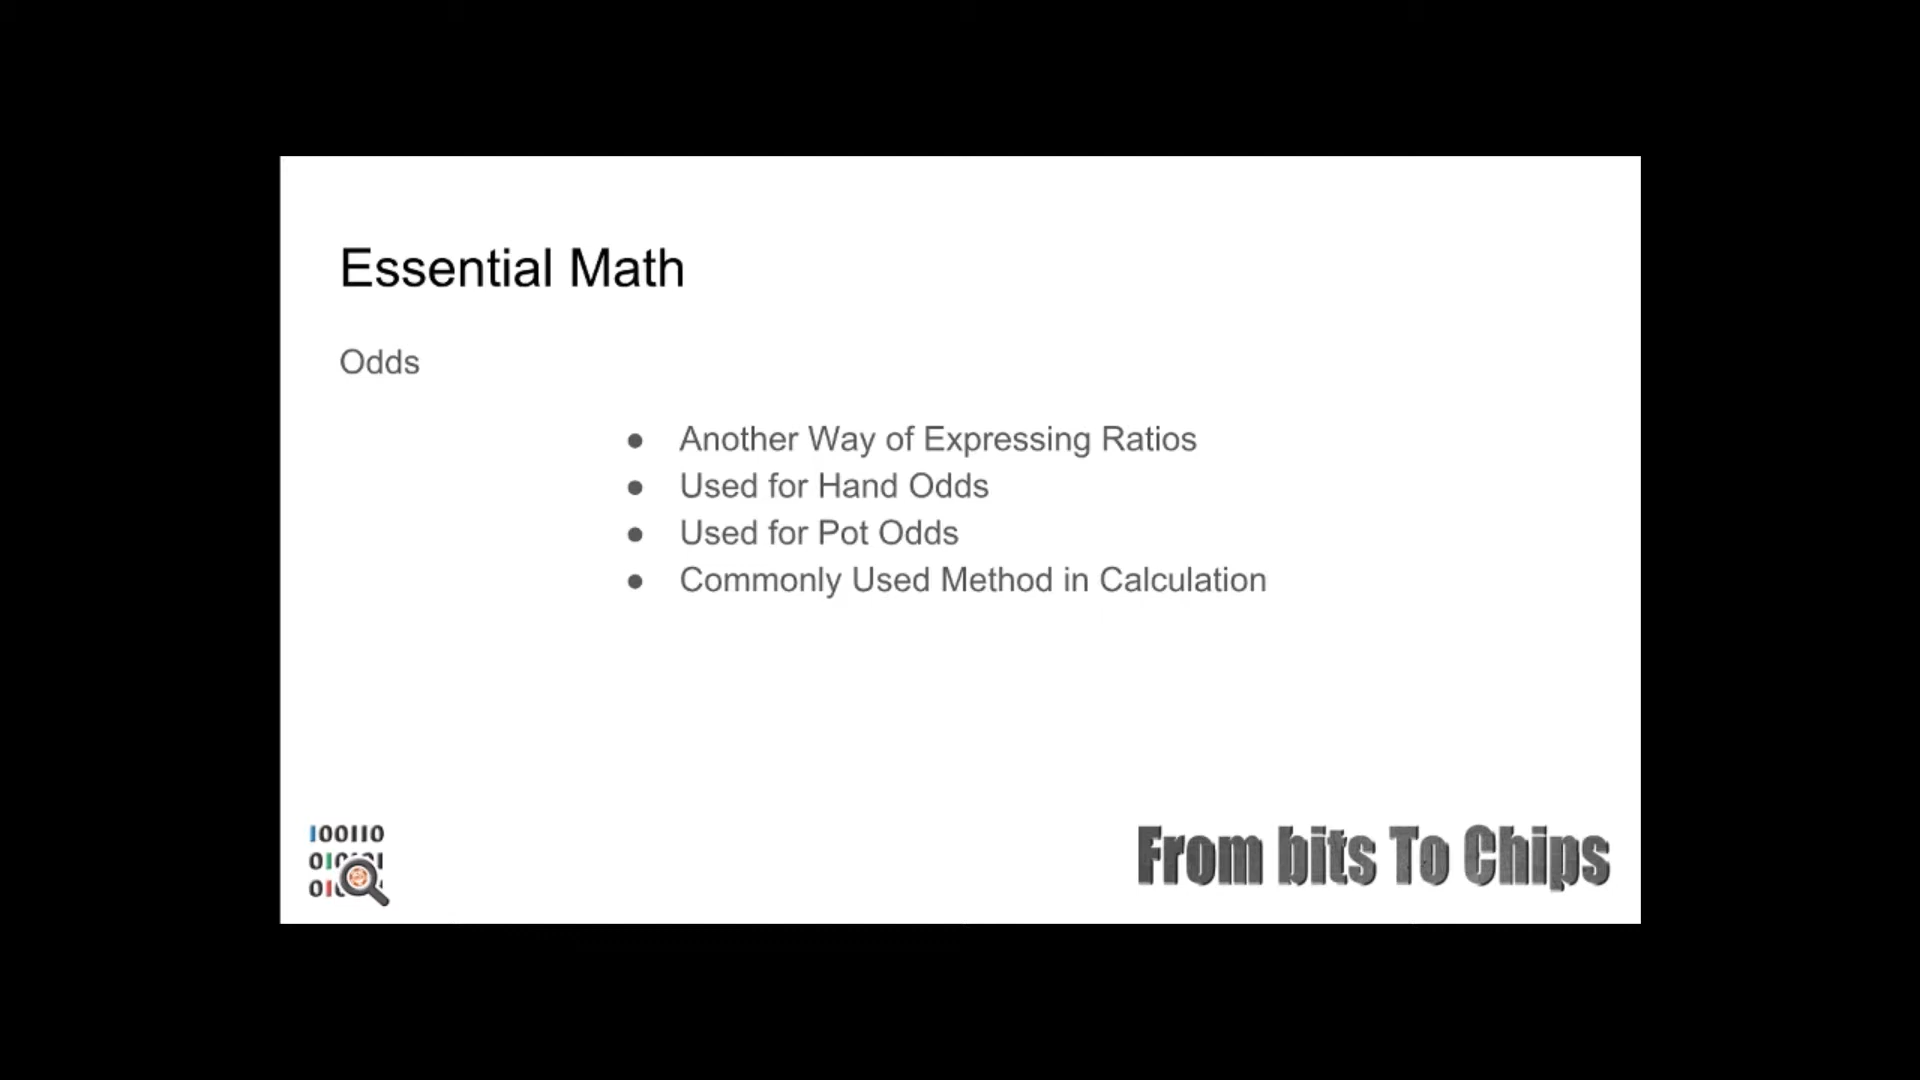 Essential Math
Odds
● Another Way of Expressing Ratios
● Used for Hand Odds
● Used for Pot Odds
● Commonly Used Method in Calculation
100110
From bits To Chips